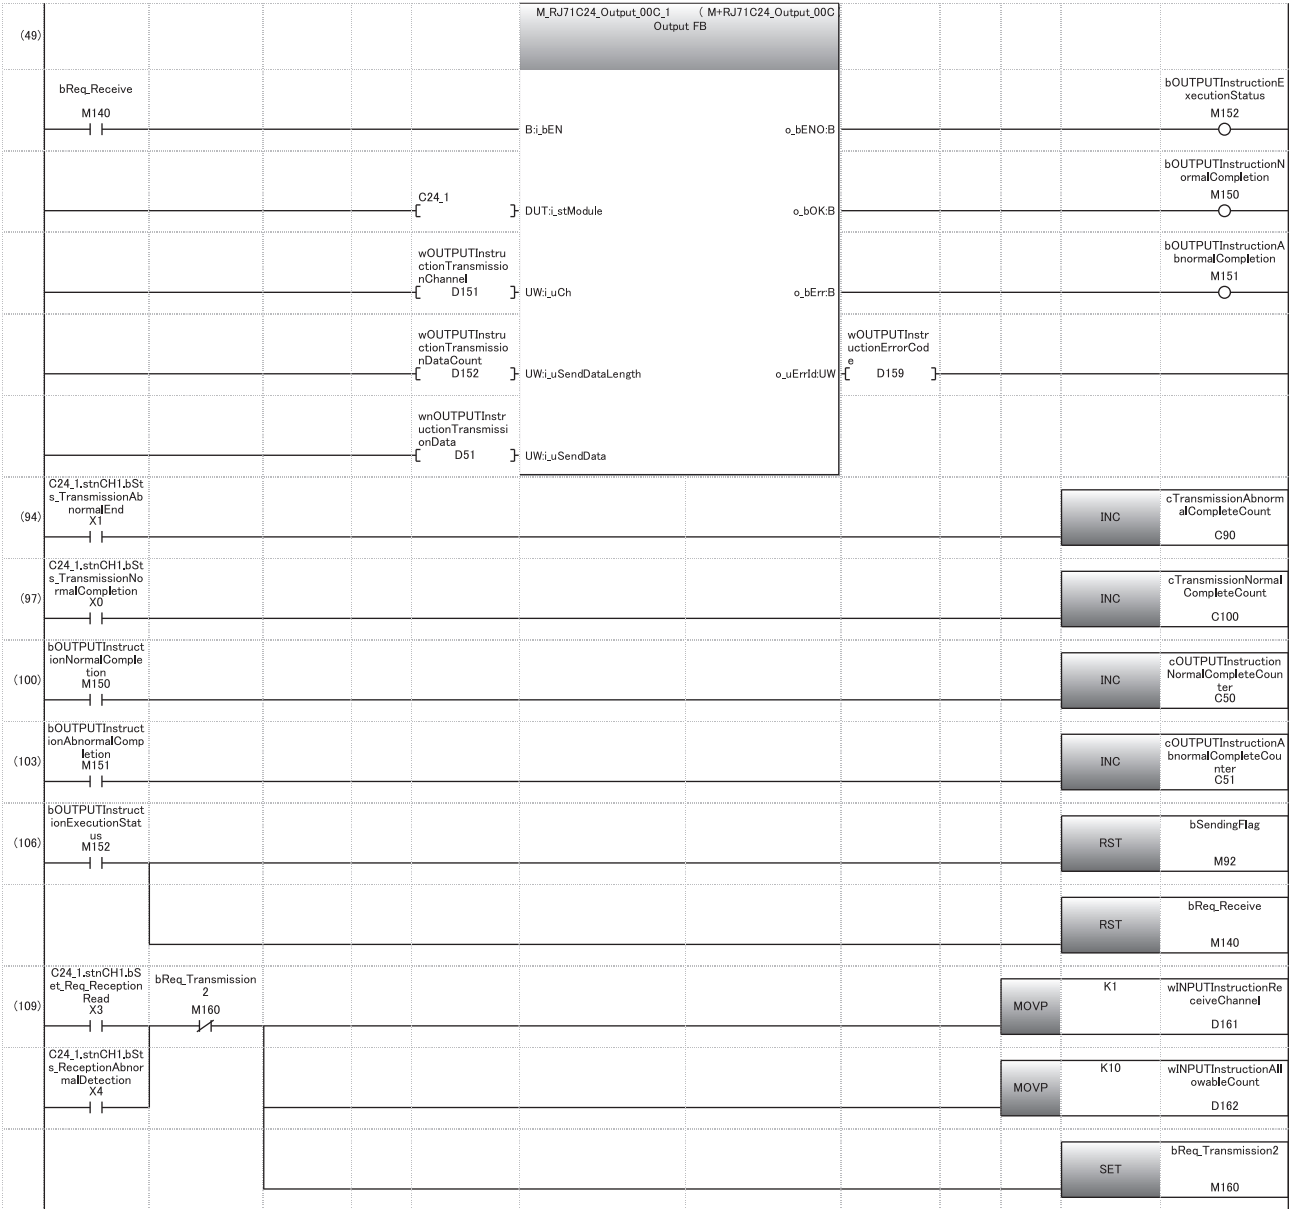 M_RJ71C24_Output_00C_1 ( M+RJ71C24_Output_00C
Output FB
(49)
bReq_Receive
M140
B:i_bEN
o_bENO:B
bOUTPUTInstructionE
xecutionStatus
M152
C24_1
DUT:i_stModule
o_bOK:B
bOUTPUTInstructionN
ormalCompletion
M150
wOUTPUTInstru
ctionTransmissio
nChannel
D151
UW:i_uCh
o_bErr:B
bOUTPUTInstructionA
bnormalCompletion
M151
wOUTPUTInstru
ctionTransmissio
nDataCount
D152
UW:i_uSendDataLength
o_uErrId:UW
wOUTPUTInstr
uctionErrorCod
e
D159
wnOUTPUTInstr
uctionTransmissi
onData
D51
UW:i_uSendData
(94)
C24_1.stnCH1.bSt
s_TransmissionAb
normalEnd
X1
INC
cTransmissionAbnorm
alCompleteCount
C90
(97)
C24_1.stnCH1.bSt
s_TransmissionNo
rmalCompletion
X0
INC
cTransmissionNormal
CompleteCount
C100
(100)
bOUTPUTInstruct
ionNormalComple
tion
M150
INC
cOUTPUTInstruction
NormalCompleteCoun
ter
C50
(103)
bOUTPUTInstruct
ionAbnormalComp
letion
M151
INC
cOUTPUTInstructionA
bnormalCompleteCou
nter
C51
(106)
bOUTPUTInstruct
ionExecutionStat
us
M152
RST
bSendingFlag
M92
RST
bReq_Receive
M140
(109)
C24_1.stnCH1.bS
et_Req_Reception
Read
X3
bReq_Transmission
2
M160
MOVP
K1
wINPUTInstructionRe
ceiveChannel
D161
C24_1.stnCH1.bSt
s_ReceptionAbnor
malDetection
X4
MOVP
K10
wINPUTInstructionAll
owableCount
D162
SET
bReq_Transmission2
M160